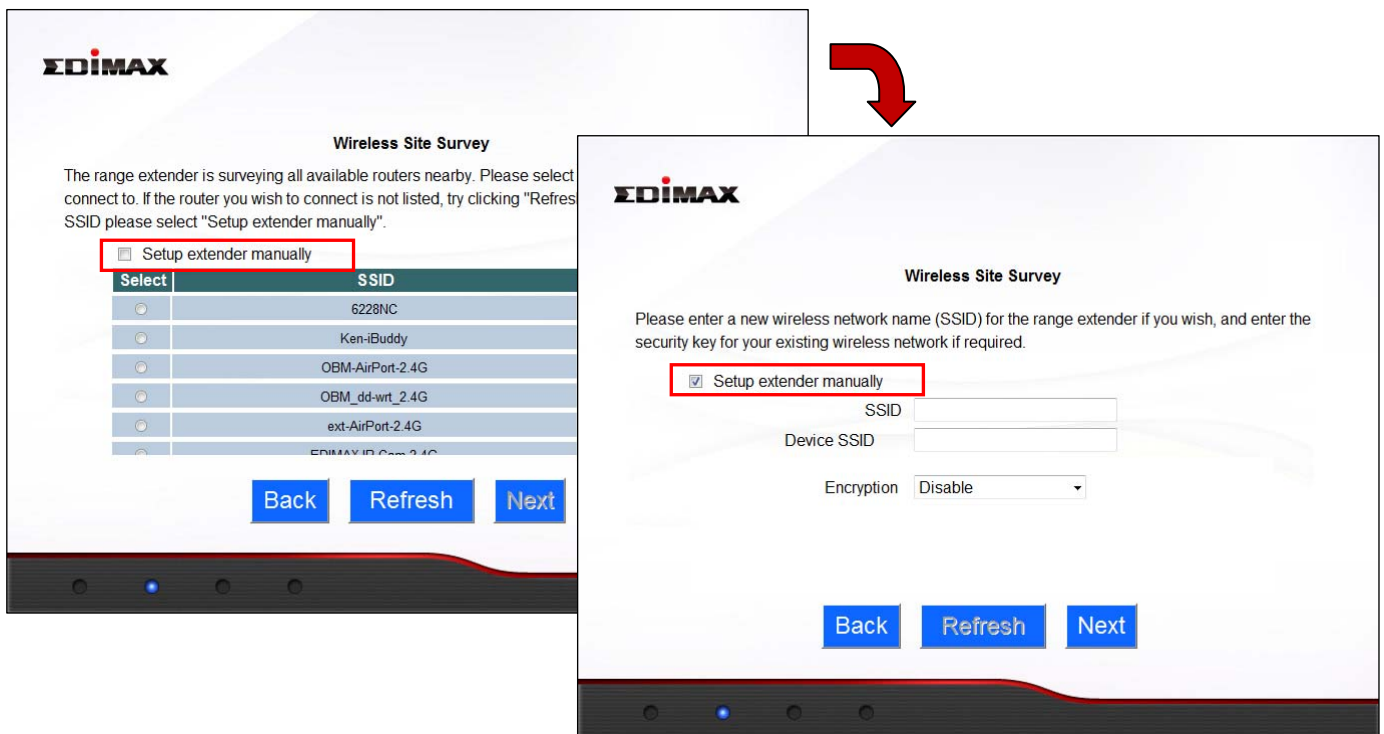 EDIMAX
Wireless Site Survey
The range extender is surveying all available routers nearby. Please select
connect to. If the router you wish to connect is not listed, try clicking "Refresh
SSID please select "Setup extender manually".
Setup extender manually
Select SSID
6228NC
Ken-iBuddy
OBM-AirPort-2.4G
OBM_dd-wrt_2.4G
ext-AirPort-2.4G
EDIMAX IP Cam 2.4G
Back Refresh Next
EDIMAX
Wireless Site Survey
Please enter a new wireless network name (SSID) for the range extender if you wish, and enter the
security key for your existing wireless network if required.
Setup extender manually
SSID
Device SSID
Encryption Disable
Back Refresh Next